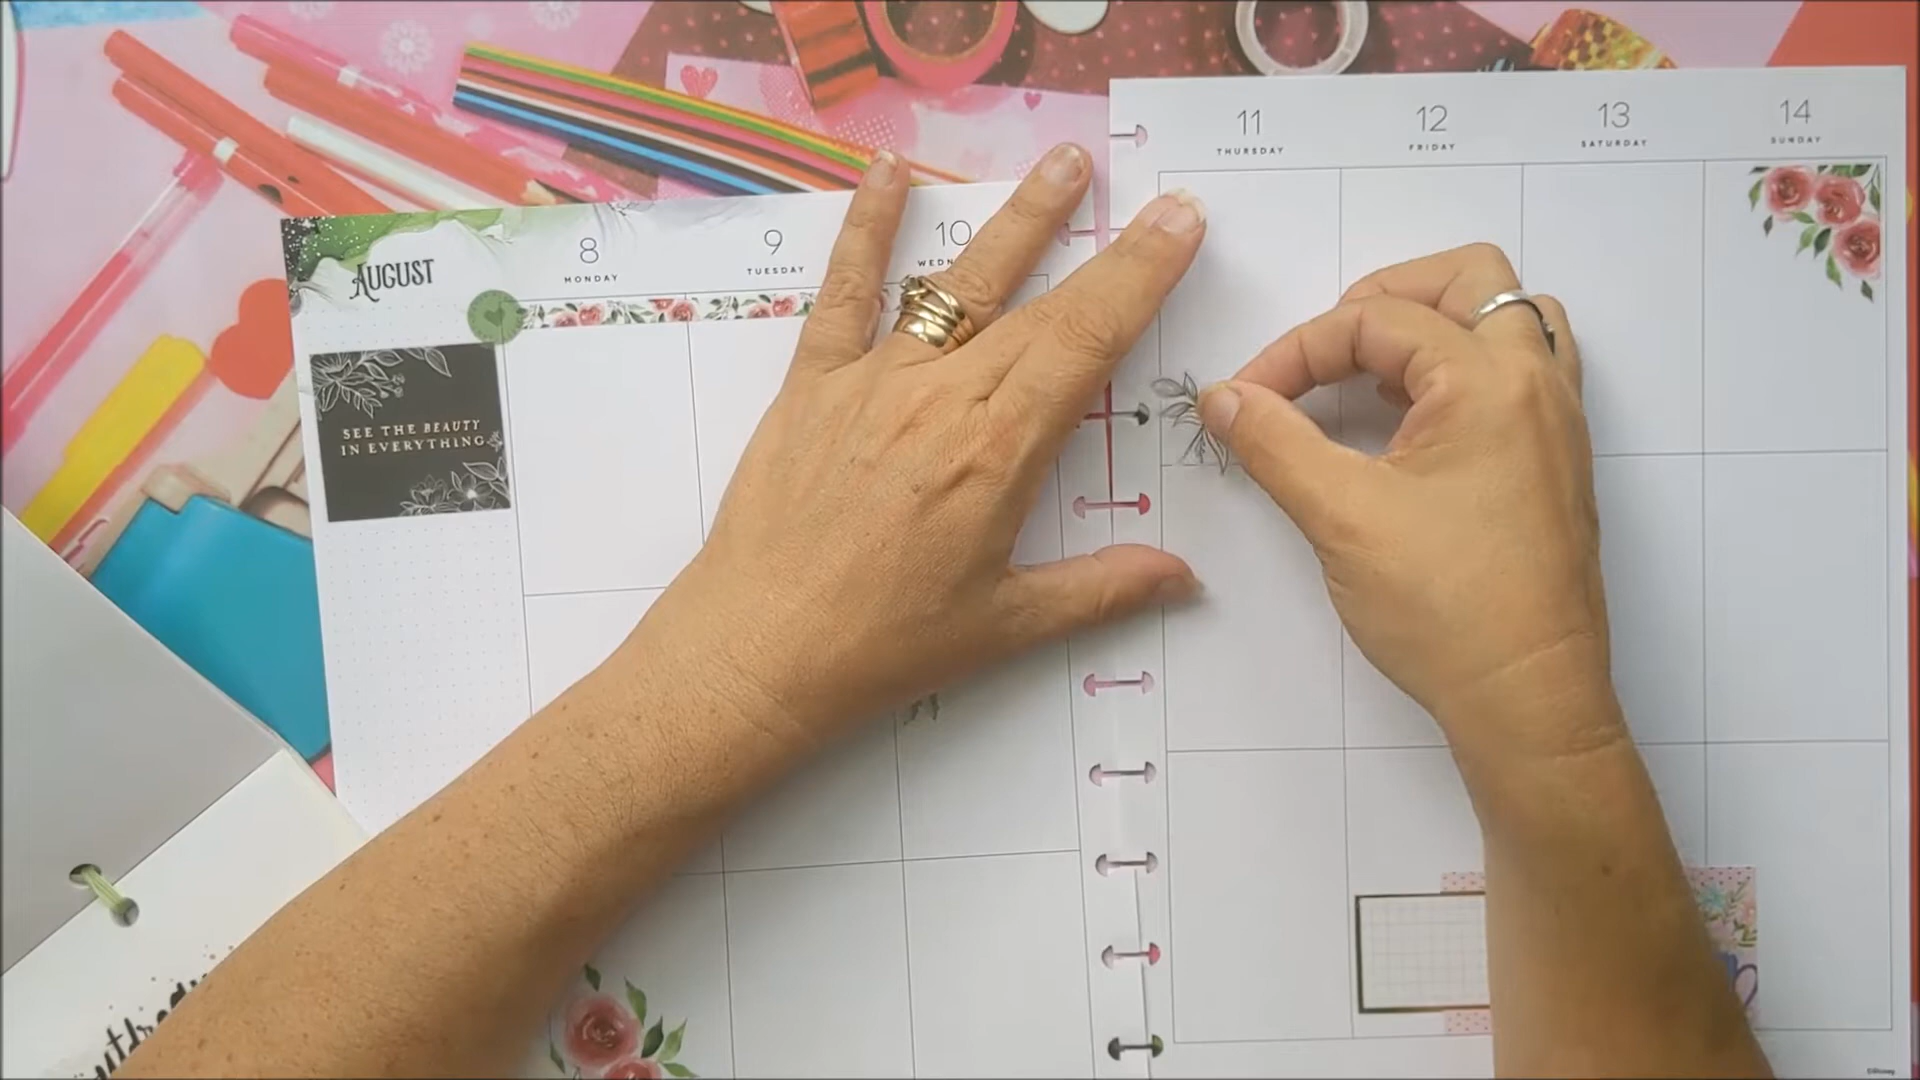 AUGUST
8
MONDAY
9
TUESDAY
10
11
THURSDAY
12
FRIDAY
13
SATURDAY
14
SUNDAY
SEE THE BEAUTY
IN EVERYTHING
©Disney